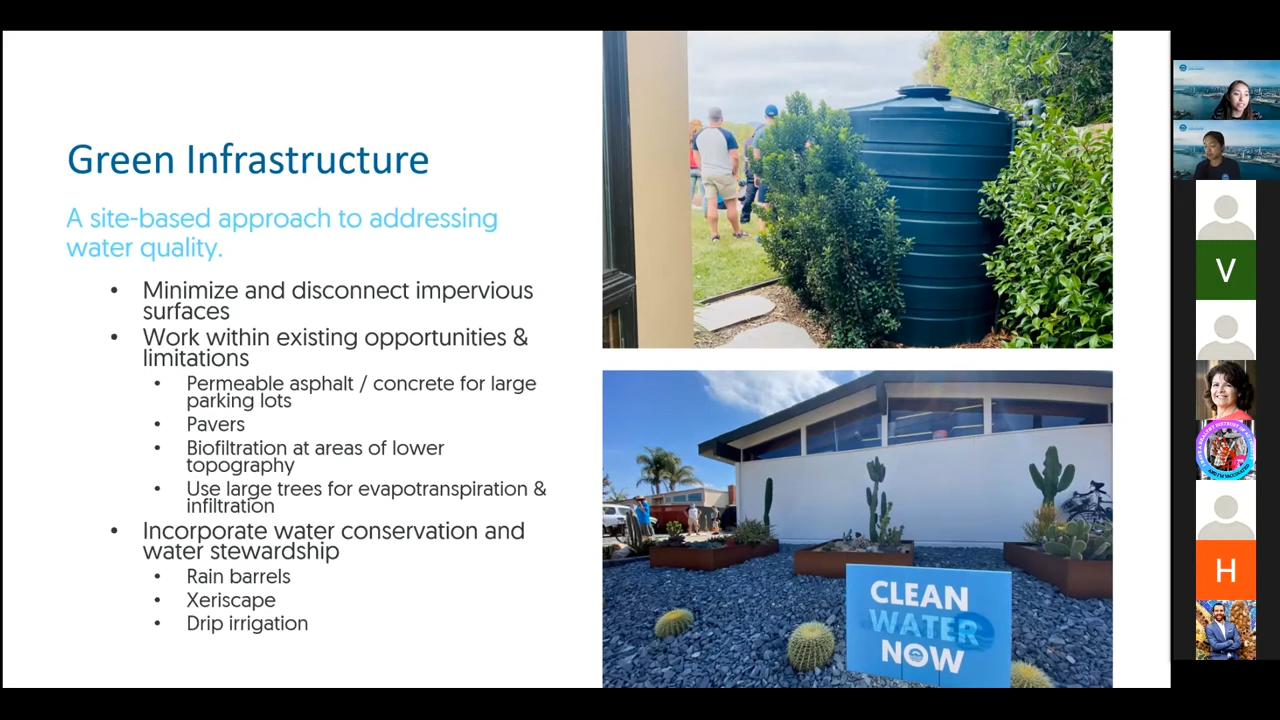 Green Infrastructure
A site-based approach to addressing
water quality.
• Minimize and disconnect impervious
surfaces
• Work within existing opportunities &
limitations
• Permeable asphalt / concrete for large
parking lots
• Pavers
• Biofiltration at areas of lower
topography
• Use large trees for evapotranspiration &
infiltration
• Incorporate water conservation and
water stewardship
• Rain barrels
• Xeriscape
• Drip irrigation
CLEAN
WATER
NOW
V
H